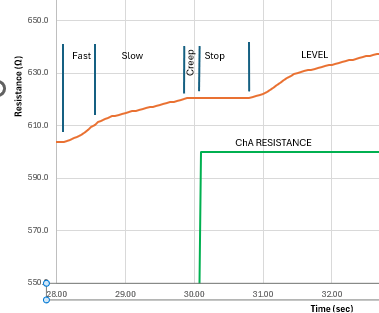 650.0
Fast
Slow
Creep
Stop
LEVEL
630.0
Resistance (Ω)
610.0
ChA RESISTANCE
590.0
570.0
550.0
28.00 29.00 30.00 31.00 32.00
Time (sec)